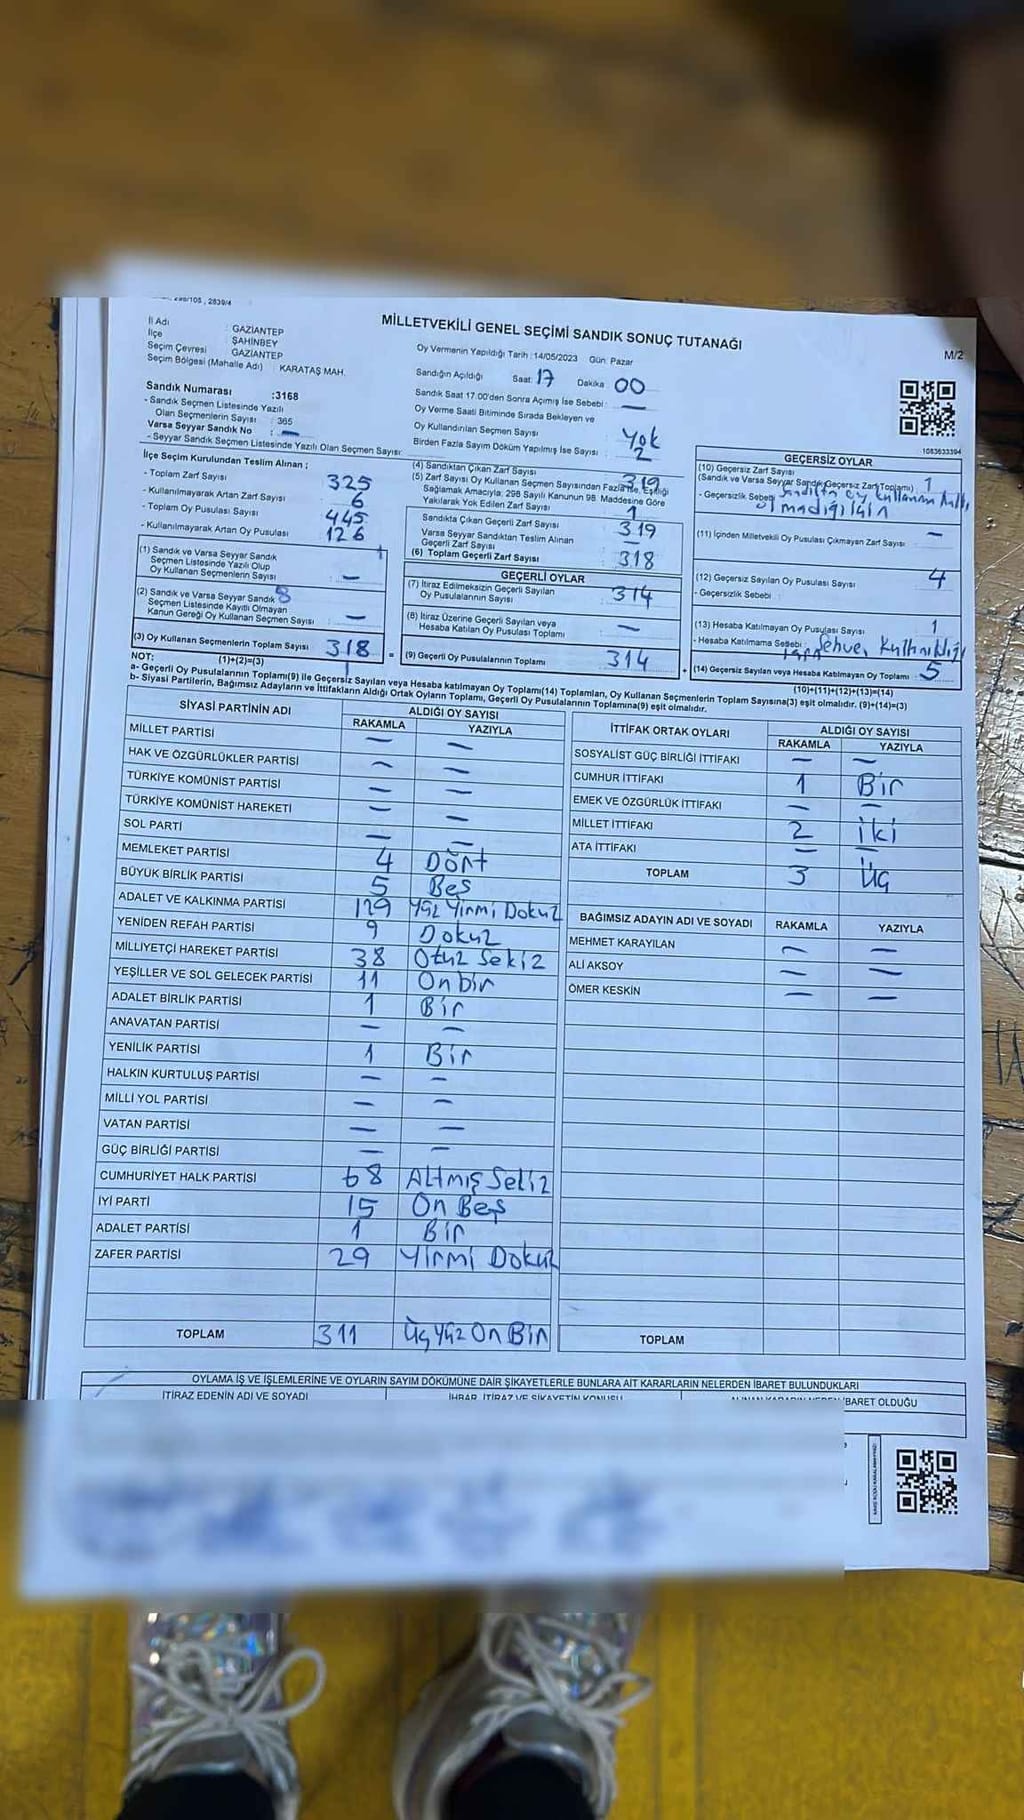 MİLLETVEKİLİ GENEL SEÇİMİ SANDIK SONUÇ TUTANAĞI
M/2
İl Adı : GAZİANTEP
İlçe : ŞAHİNBEY
Seçim Çevresi : GAZİANTEP
Seçim Bölgesi (Mahalle Adı) : KARATAŞ MAH.
Sandık Numarası :3168
- Sandık Seçmen Listesinde Yazılı
Olan Seçmenlerin Sayısı : 365
Varsa Seyyar Sandık No : —
- Seyyar Sandık Seçmen Listesinde Yazılı Olan Seçmen Sayısı:
Oy Vermenin Yapıldığı Tarih :14/05/2023 Gün: Pazar
Sandığın Açıldığı Saat: 17 Dakika 00
Sandık Saat 17.00'den Sonra Açılmış İse Sebebi : —
Oy Verme Saati Bitiminde Sırada Bekleyen ve
Oy Kullandırılan Seçmen Sayısı : Yok
Birden Fazla Sayım Döküm Yapılmış İse Sayısı : 2
1083633394
İlçe Seçim Kurulundan Teslim Alınan ;
- Toplam Zarf Sayısı : 325
- Kullanılmayarak Artan Zarf Sayısı : 6
- Toplam Oy Pusulası Sayısı : 445
- Kullanılmayarak Artan Oy Pusulası : 126
(1) Sandık ve Varsa Seyyar Sandık
Seçmen Listesinde Yazılı Olup
Oy Kullanan Seçmenlerin Sayısı : —
(2) Sandık ve Varsa Seyyar Sandık
Seçmen Listesinde Kayıtlı Olmayan
Kanun Gereği Oy Kullanan Seçmen Sayısı : —
(3) Oy Kullanan Seçmenlerin Toplam Sayısı 318
(1)+(2)=(3)
(4) Sandıktan Çıkan Zarf Sayısı : 319
(5) Zarf Sayısı Oy Kullanan Seçmen Sayısından Fazla İse, Eşitliği
Sağlamak Amacıyla; 298 Sayılı Kanunun 98. Maddesine Göre
Yakılarak Yok Edilen Zarf Sayısı : 1
Sandıkta Çıkan Geçerli Zarf Sayısı : 319
Varsa Seyyar Sandıktan Teslim Alınan
Geçerli Zarf Sayısı : —
(6) Toplam Geçerli Zarf Sayısı : 318
GEÇERLİ OYLAR
(7) İtiraz Edilmeksizin Geçerli Sayılan
Oy Pusulalarının Sayısı : 314
(8) İtiraz Üzerine Geçerli Sayılan veya
Hesaba Katılan Oy Pusulası Toplamı : —
(9) Geçerli Oy Pusulalarının Toplamı 314
GEÇERSİZ OYLAR
(10) Geçersiz Zarf Sayısı
(Sandık ve Varsa Seyyar Sandık Geçersiz Zarf Toplamı) : 1
- Geçersizlik Sebebi : Sandıkta oy kullanan
olmadığı için
(11) İçinden Milletvekili Oy Pusulası Çıkmayan Zarf Sayısı : —
(12) Geçersiz Sayılan Oy Pusulası Sayısı : 4
- Geçersizlik Sebebi :
(13) Hesaba Katılmayan Oy Pusulası Sayısı : 1
- Hesaba Katılmama Sebebi :
(14) Geçersiz Sayılan veya Hesaba Katılmayan Oy Toplamı : 5
(10)+(11)+(12)+(13)=(14)
NOT:
a- Geçerli Oy Pusulalarının Toplamı(9) ile Geçersiz Sayılan veya Hesaba katılmayan Oy Toplamı(14) Toplamları, Oy Kullanan Seçmenlerin Toplam Sayısına(3) eşit olmalıdır. (9)+(14)=(3)
b- Siyasi Partilerin, Bağımsız Adayların ve İttifakların Aldığı Ortak Oyların Toplamı, Geçerli Oy Pusulalarının Toplamına(9) eşit olmalıdır.
SİYASİ PARTİNİN ADI ALDIĞI OY SAYISI
RAKAMLA YAZIYLA
MİLLET PARTİSİ — —
HAK VE ÖZGÜRLÜKLER PARTİSİ — —
TÜRKİYE KOMÜNİST PARTİSİ — —
TÜRKİYE KOMÜNİST HAREKETİ — —
SOL PARTİ — —
MEMLEKET PARTİSİ 4 Dört
BÜYÜK BİRLİK PARTİSİ 5 Beş
ADALET VE KALKINMA PARTİSİ 129 Yüz Yirmi Dokuz
YENİDEN REFAH PARTİSİ 9 Dokuz
MİLLİYETÇİ HAREKET PARTİSİ 38 Otuz Sekiz
YEŞİLLER VE SOL GELECEK PARTİSİ 11 On bir
ADALET BİRLİK PARTİSİ 1 Bir
ANAVATAN PARTİSİ — —
YENİLİK PARTİSİ 1 Bir
HALKIN KURTULUŞ PARTİSİ — —
MİLLİ YOL PARTİSİ — —
VATAN PARTİSİ — —
GÜÇ BİRLİĞİ PARTİSİ — —
CUMHURİYET HALK PARTİSİ 68 Altmış Sekiz
İYİ PARTİ 15 On Beş
ADALET PARTİSİ 1 Bir
ZAFER PARTİSİ 29 Yirmi Dokuz
TOPLAM 311 Üç Yüz On Bir
İTTİFAK ORTAK OYLARI ALDIĞI OY SAYISI
RAKAMLA YAZIYLA
SOSYALİST GÜÇ BİRLİĞİ İTTİFAKI — —
CUMHUR İTTİFAKI 1 Bir
EMEK VE ÖZGÜRLÜK İTTİFAKI — —
MİLLET İTTİFAKI 2 iki
ATA İTTİFAKI — —
TOPLAM 3 Üç
BAĞIMSIZ ADAYIN ADI VE SOYADI RAKAMLA YAZIYLA
MEHMET KARAYILAN — —
ALİ AKSOY — —
ÖMER KESKİN — —
TOPLAM
OYLAMA İŞ VE İŞLEMLERİNE VE OYLARIN SAYIM DÖKÜMÜNE DAİR ŞİKAYETLERLE BUNLARA AİT KARARLARIN NELERDEN İBARET BULUNDUKLARI
İTİRAZ EDENİN ADI VE SOYADI İHBAR, İTİRAZ VE ŞİKAYETİN KONUSU İBARET OLDUĞU